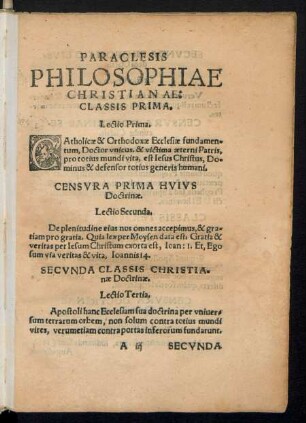 PARACLESIS
PHILOSOPHIAE
CHRISTIANAE:
CLASSIS PRIMA.
Lectio Prima.
CAtholicæ & Orthodoxæ Ecclesiæ fundamen-
tum, Doctor vnicus. & victima æterni Patris,
pro totius mundi vita, est Iesus Christus, Do-
minus & defensor totius generis humani.
CENSVRA PRIMA HVIVS
Doctrinæ.
Lectio Secunda.
De plenitudine eius nos omnes accepimus, & gra
tiam pro gratia. Quia lex per Moysen data est. Gratia &
veritas per Iesum Christum exorta est, Ioan: 1. Et, Ego
sum via veritas & vita, Ioannis 14.
SECVNDA CLASSIS CHRISTIA-
næ Doctrinæ.
Lectio Tertia.
Apostoli hanc Ecclesiam sua doctrina per vniuer-
sum terrarum orbem, non solum contra totius mundi
vires, verumetiam contra portas inferorum fundarunt.
A iij SECVNDA